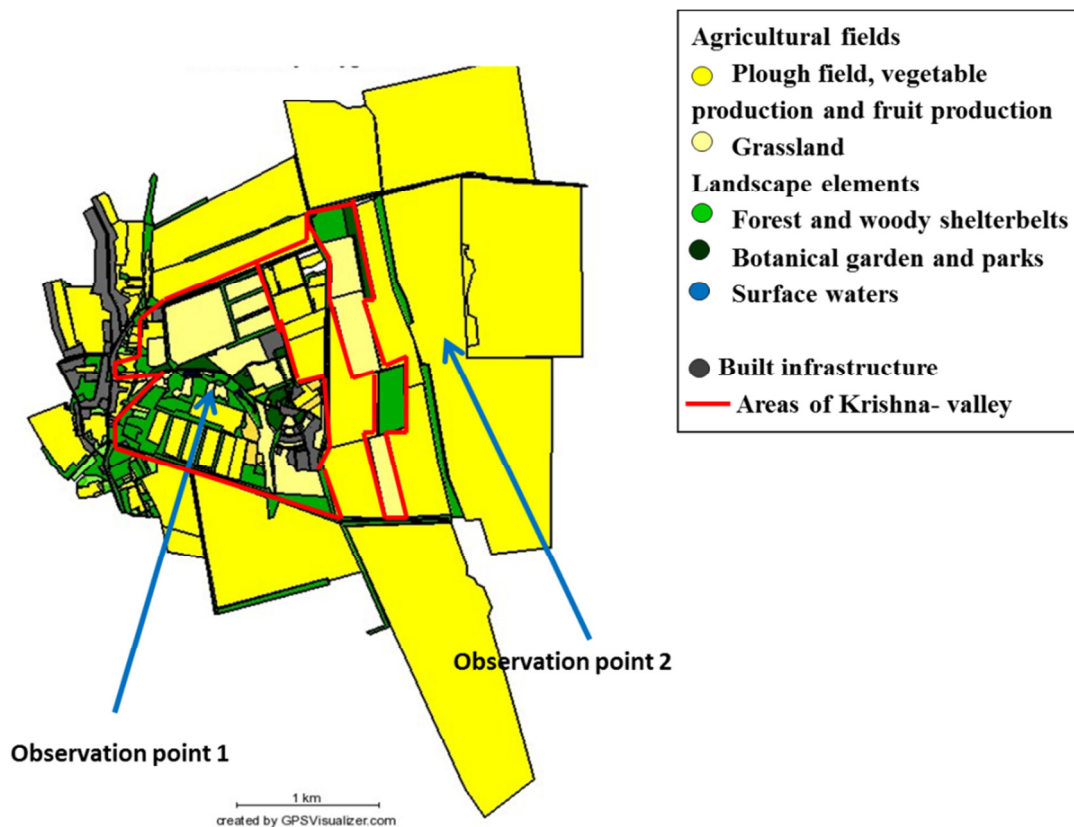 Agricultural fields
Plough field, vegetable
production and fruit production
Grassland
Landscape elements
Forest and woody shelterbelts
Botanical garden and parks
Surface waters
Built infrastructure
Areas of Krishna- valley
Observation point 2
Observation point 1
1 km
created by GPSVisualizer.com